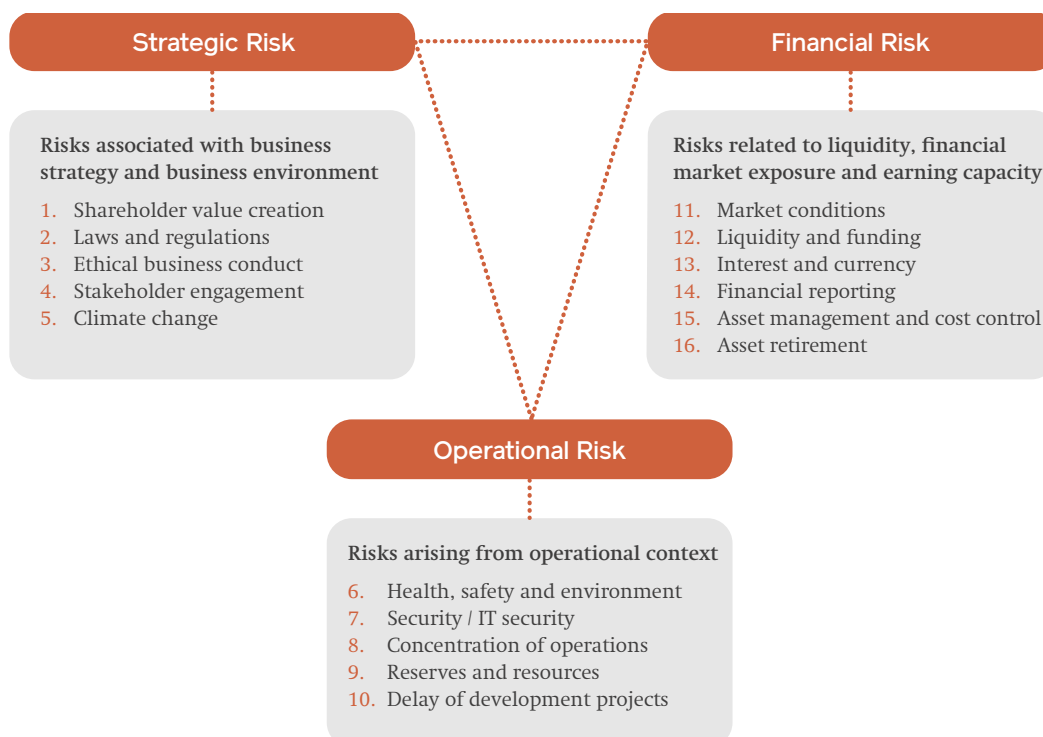 Strategic Risk
Risks associated with business
strategy and business environment
1. Shareholder value creation
2. Laws and regulations
3. Ethical business conduct
4. Stakeholder engagement
5. Climate change
Financial Risk
Risks related to liquidity, financial
market exposure and earning capacity
11. Market conditions
12. Liquidity and funding
13. Interest and currency
14. Financial reporting
15. Asset management and cost control
16. Asset retirement
Operational Risk
Risks arising from operational context
6. Health, safety and environment
7. Security / IT security
8. Concentration of operations
9. Reserves and resources
10. Delay of development projects